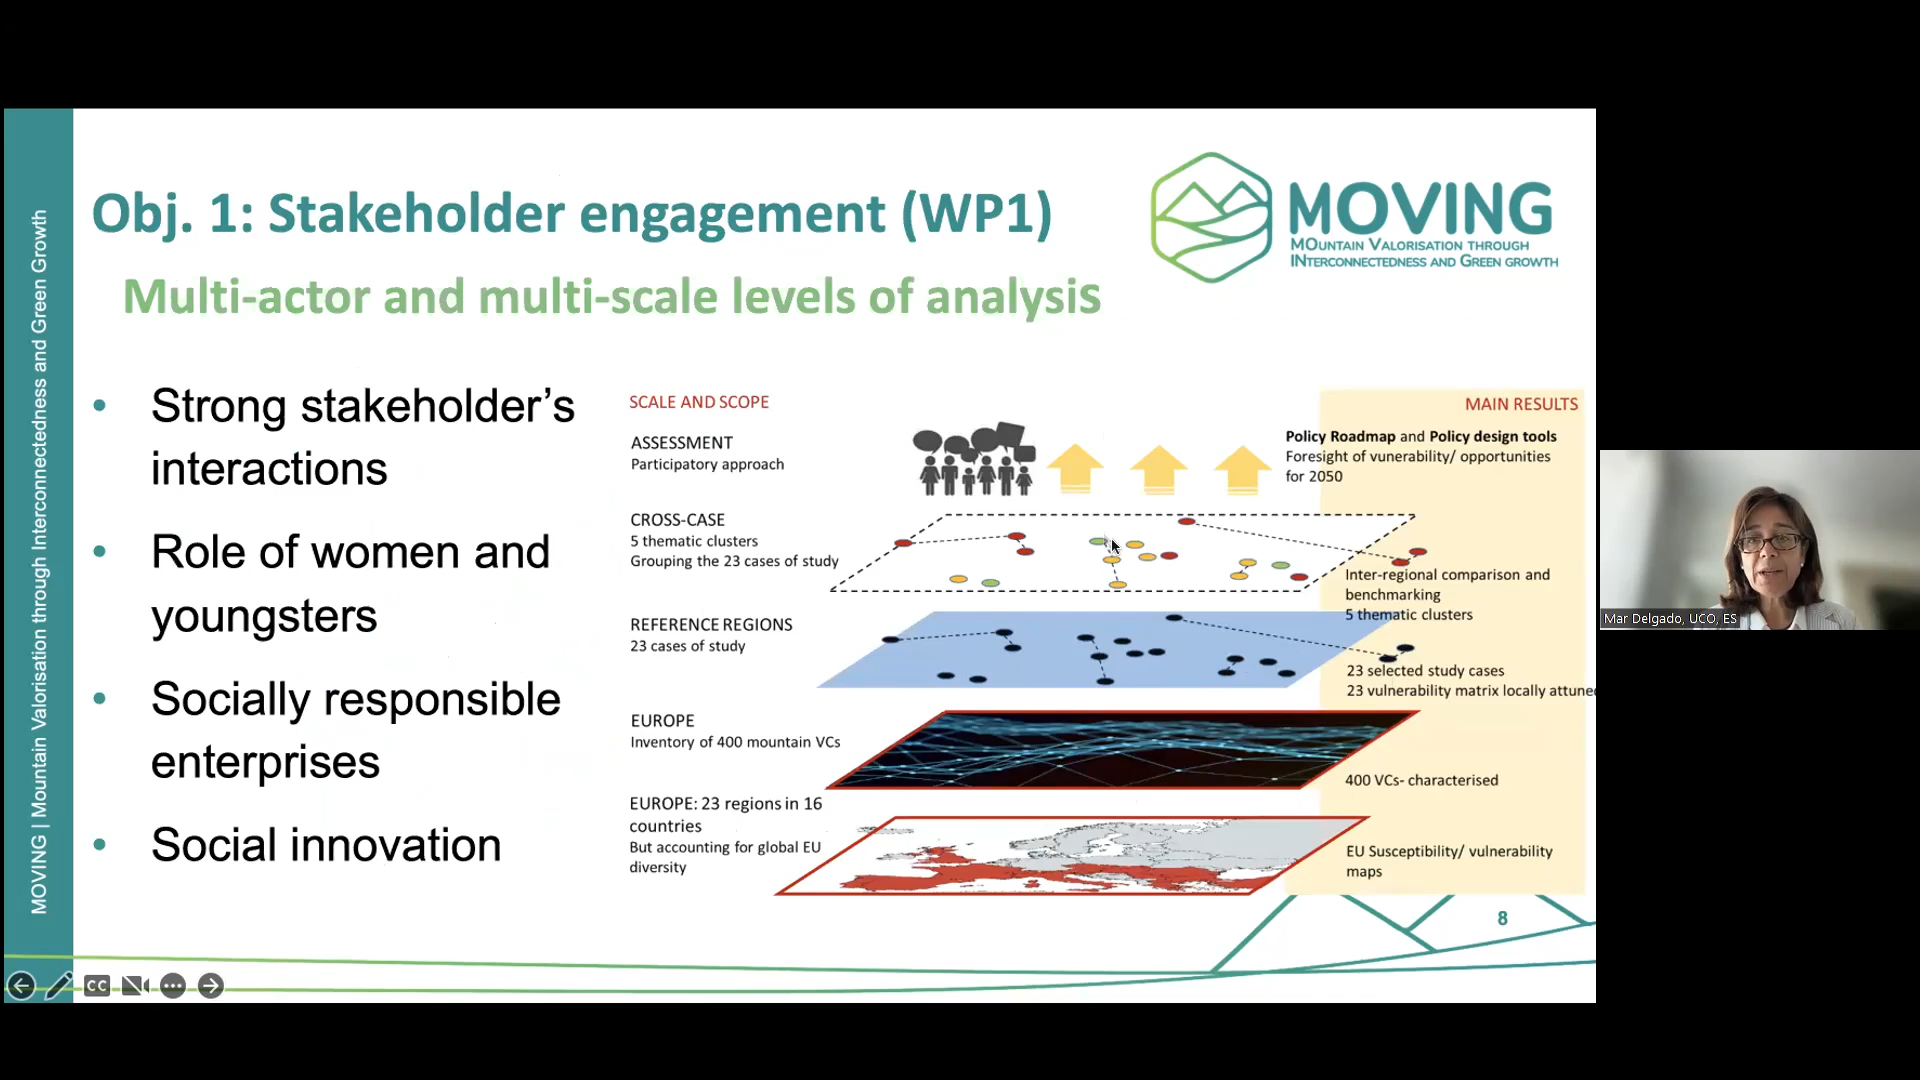 MOVING | Mountain Valorisation through Interconnectedness and Green Growth
Obj. 1: Stakeholder engagement (WP1)
Multi-actor and multi-scale levels of analysis
MOVING
MOUNTAIN VALORISATION THROUGH
INTERCONNECTEDNESS AND GREEN GROWTH
• Strong stakeholder’s
interactions
• Role of women and
youngsters
• Socially responsible
enterprises
• Social innovation
SCALE AND SCOPE
MAIN RESULTS
ASSESSMENT
Participatory approach
Policy Roadmap and Policy design tools
Foresight of vunerability/ opportunities
for 2050
CROSS-CASE
5 thematic clusters
Grouping the 23 cases of study
Inter-regional comparison and
benchmarking
5 thematic clusters
REFERENCE REGIONS
23 cases of study
23 selected study cases
23 vulnerability matrix locally attuned
EUROPE
Inventory of 400 mountain VCs
400 VCs- characterised
EUROPE: 23 regions in 16
countries
But accounting for global EU
diversity
EU Susceptibility/ vulnerability
maps
8
CC
Mar Delgado, UCO, ES